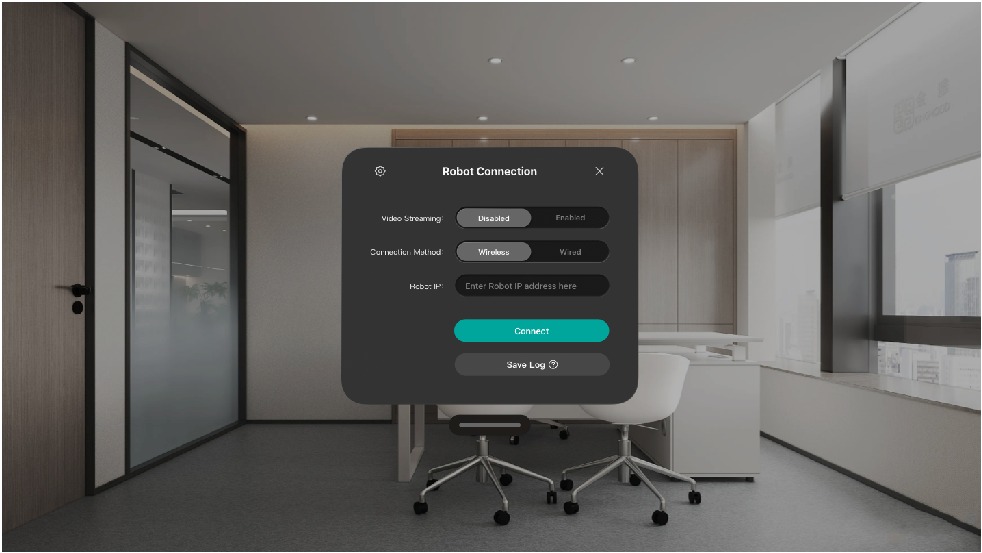 Robot Connection
Video Streaming: Disabled Enabled
Connection Method: Wireless Wired
Robot IP: Enter Robot IP address here
Connect
Save Log